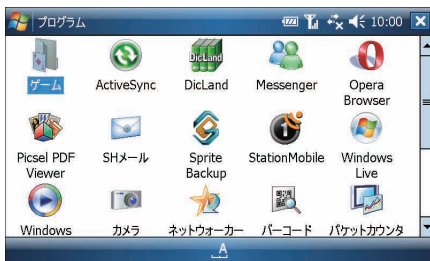 プログラム 10:00
ゲーム ActiveSync DicLand Messenger Opera Browser
Picsel PDF Viewer SHメール Sprite Backup StationMobile Windows Live
Windows カメラ ネットウォーカー バーコード パケットカウンタ
A